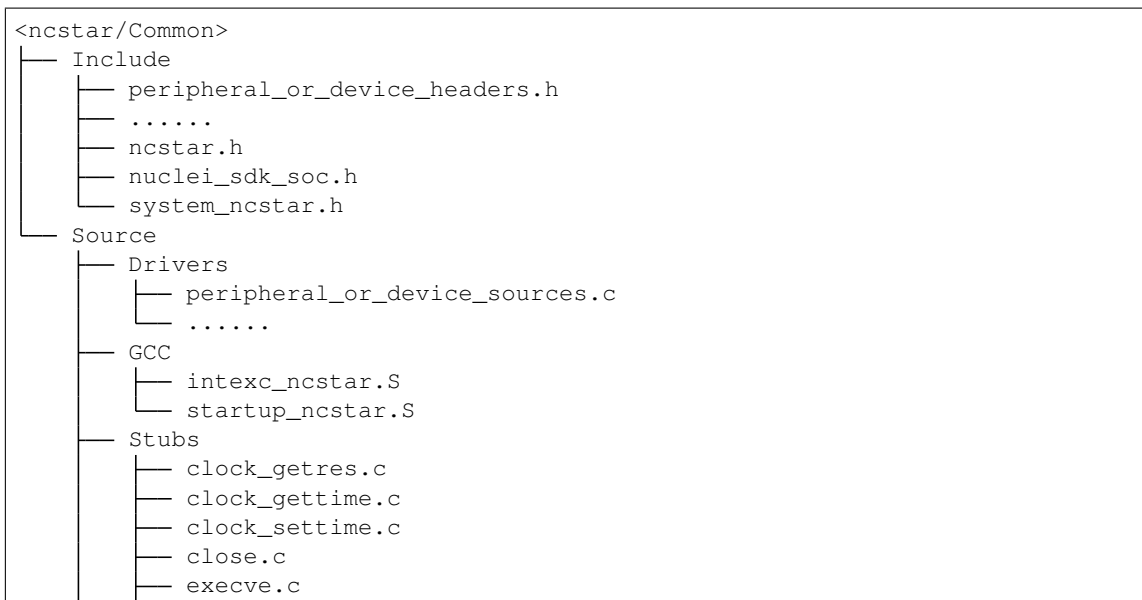 <ncstar/Common>
├── Include
│   ├── peripheral_or_device_headers.h
│   ├── ......
│   ├── ncstar.h
│   ├── nuclei_sdk_soc.h
│   └── system_ncstar.h
└── Source
    ├── Drivers
    │   ├── peripheral_or_device_sources.c
    │   └── ......
    ├── GCC
    │   ├── intexc_ncstar.S
    │   └── startup_ncstar.S
    ├── Stubs
    │   ├── clock_getres.c
    │   ├── clock_gettime.c
    │   ├── clock_settime.c
    │   ├── close.c
    │   ├── execve.c